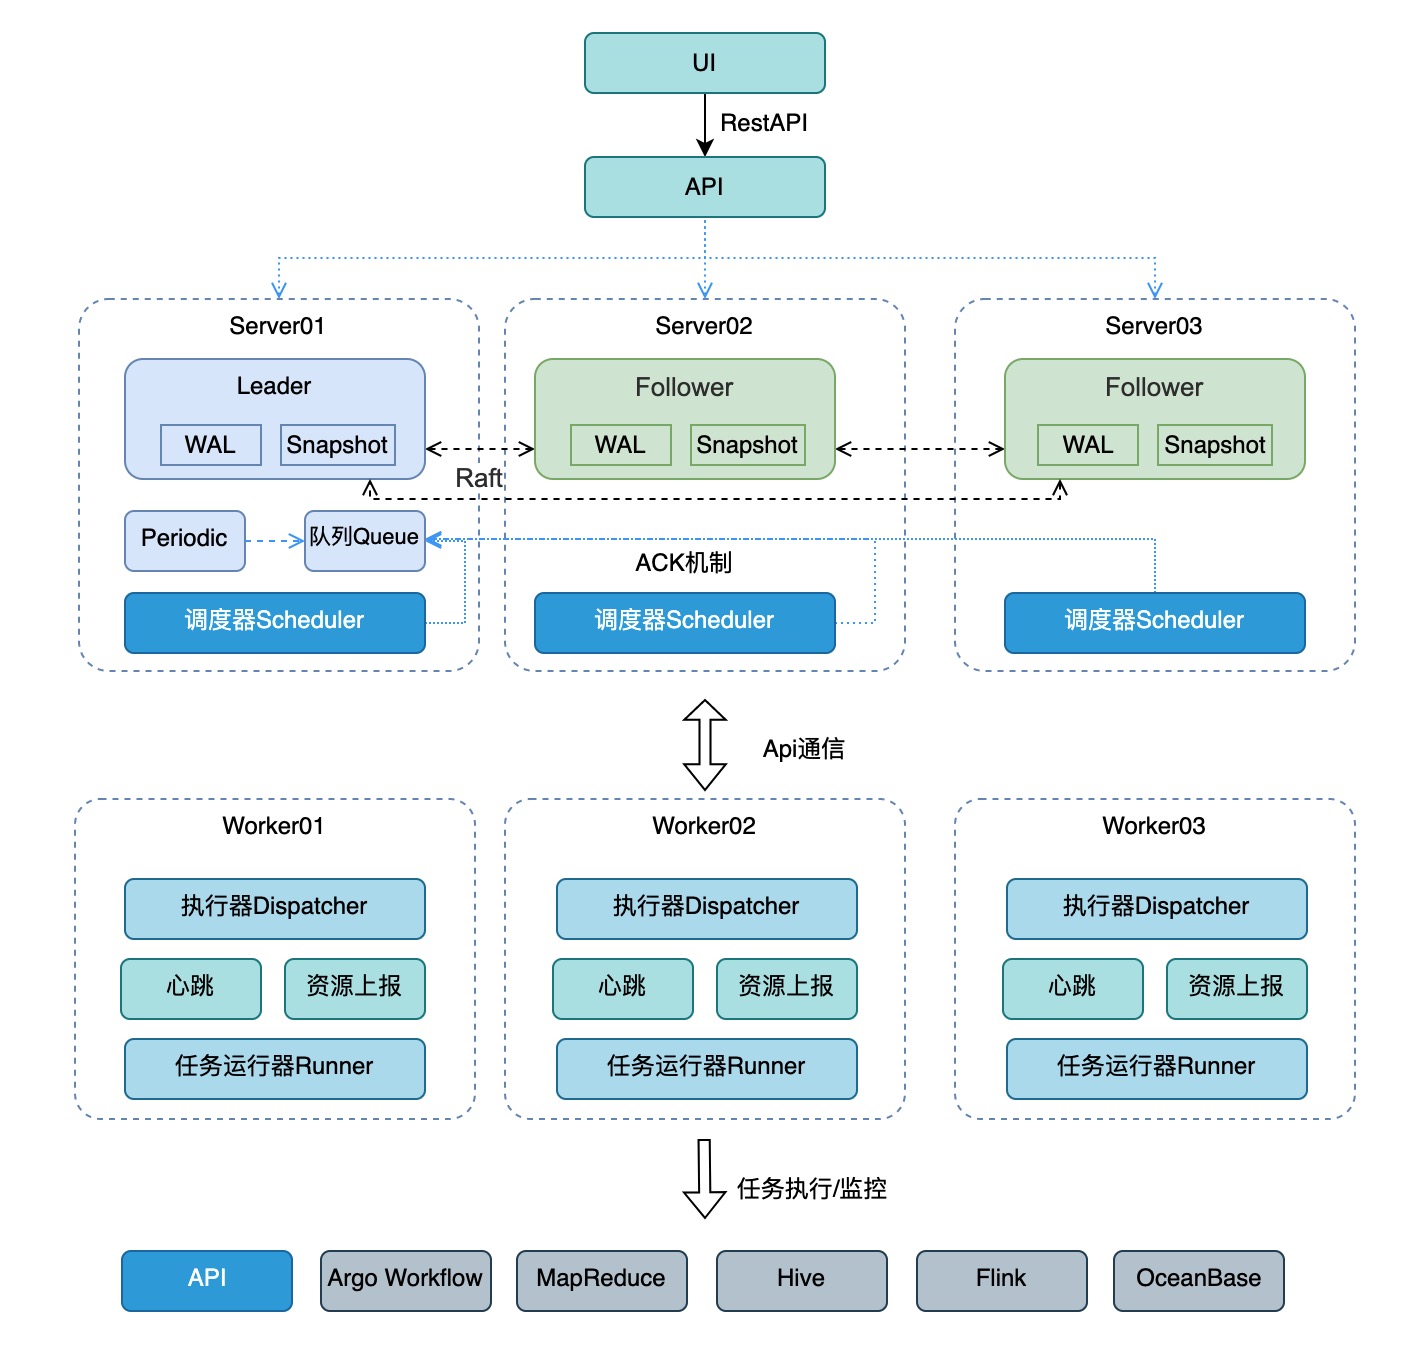 UI
RestAPI
API
Server01
Server02
Server03
Leader
Follower
Follower
WAL
Snapshot
WAL
Snapshot
WAL
Snapshot
Raft
Periodic
队列Queue
ACK机制
调度器Scheduler
调度器Scheduler
调度器Scheduler
Api通信
Worker01
Worker02
Worker03
执行器Dispatcher
执行器Dispatcher
执行器Dispatcher
心跳
资源上报
心跳
资源上报
心跳
资源上报
任务运行器Runner
任务运行器Runner
任务运行器Runner
任务执行/监控
API
Argo Workflow
MapReduce
Hive
Flink
OceanBase